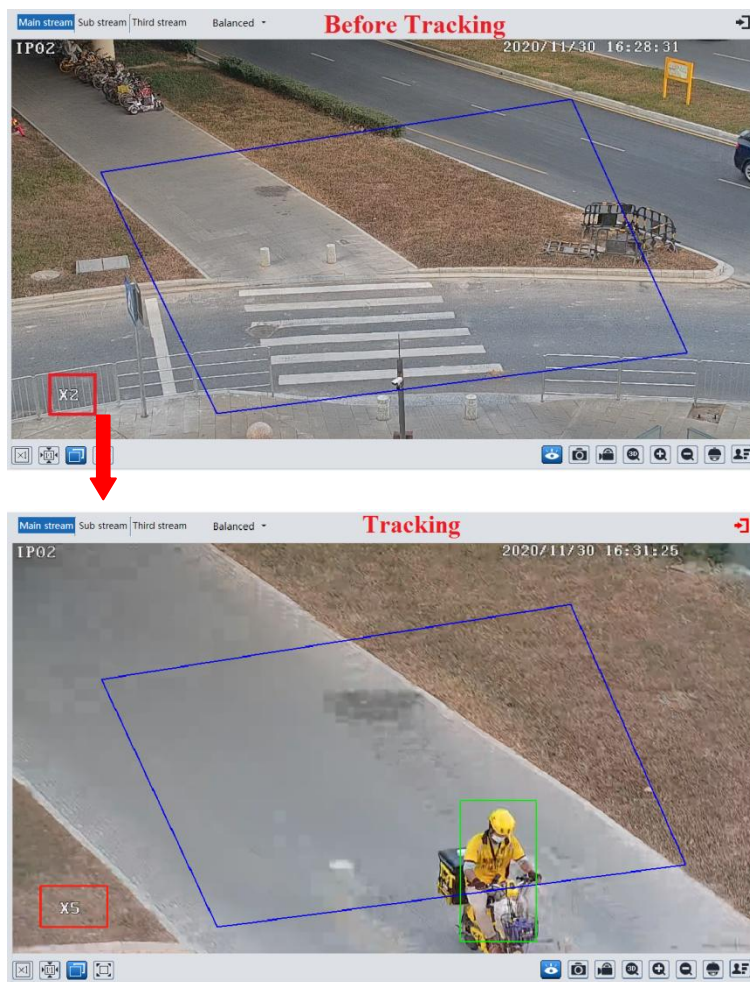 Main stream Sub stream Third stream Balanced Before Tracking
IP02 2020/11/30 16:28:31
X2
Main stream Sub stream Third stream Balanced Tracking
IP02 2020/11/30 16:31:25
X5